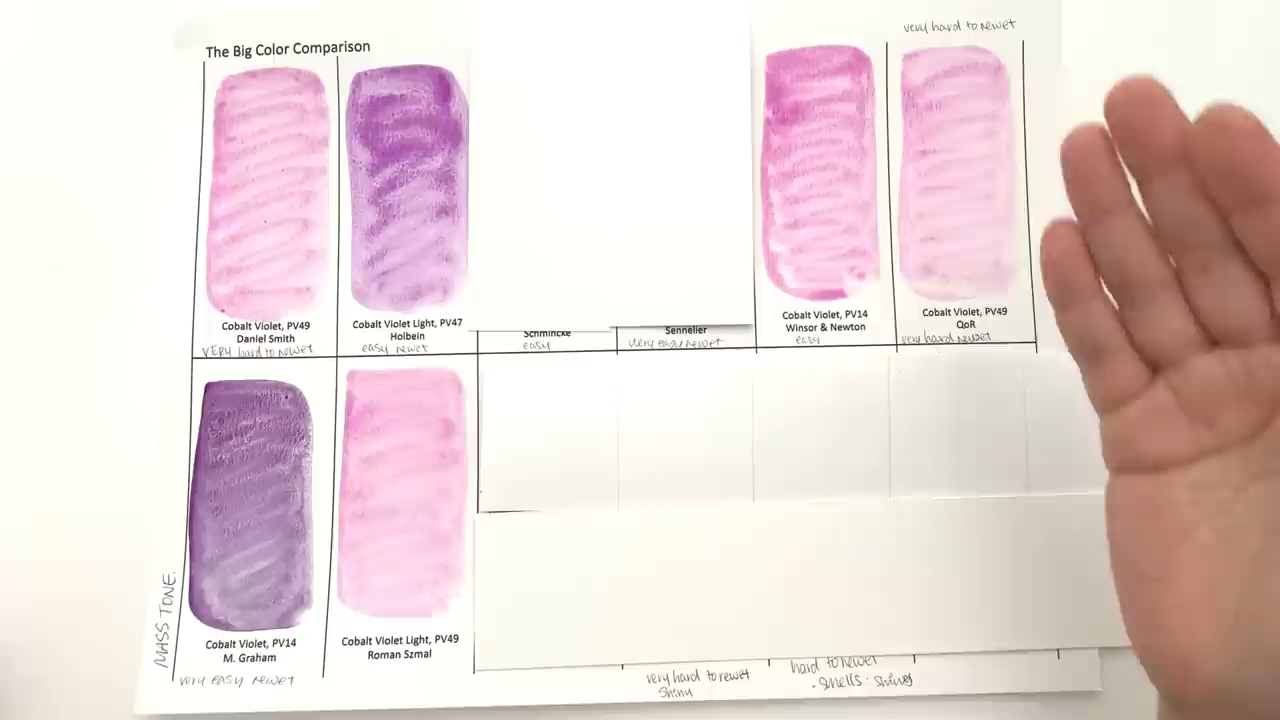 very hard to rewet
The Big Color Comparison
Cobalt Violet, PV49
Daniel Smith
VERY hard to rewet
Cobalt Violet Light, PV47
Holbein
easy rewet
Schmincke
easy
Sennelier
very easy rewet
Cobalt Violet, PV14
Winsor & Newton
easy
Cobalt Violet, PV49
QoR
very hard rewet
MASS TONE.
Cobalt Violet, PV14
M. Graham
very easy rewet
Cobalt Violet Light, PV49
Roman Szmal
very hard to rewet
Shiny
hard to rewet
· smells · shiny